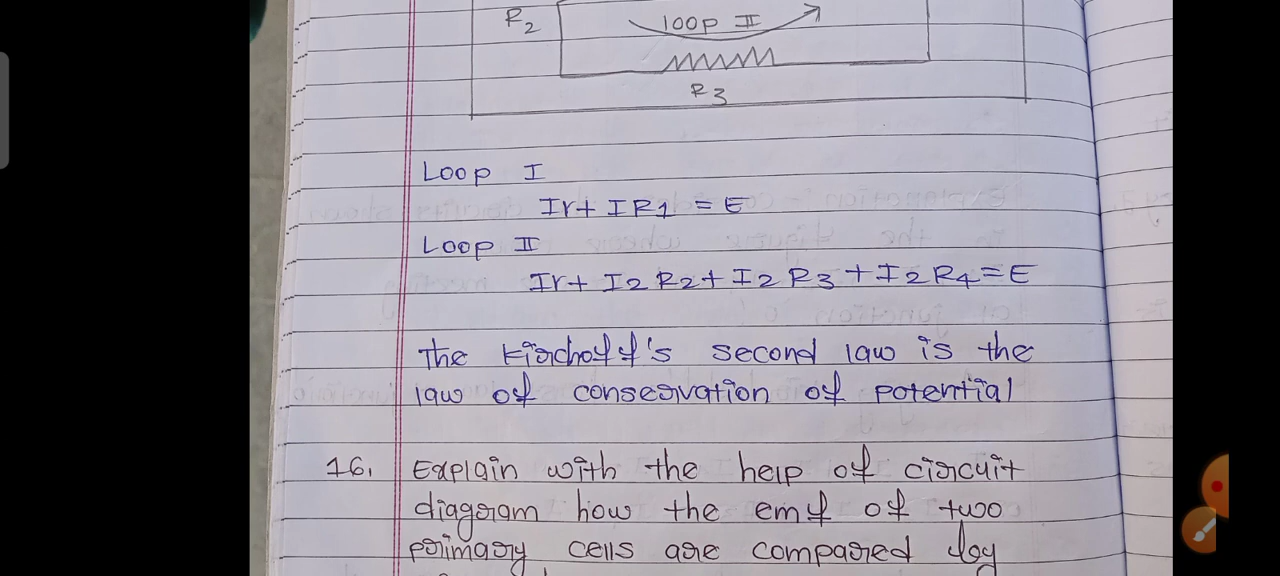 R2
loop II
R3
Loop I
Ir + IR1 = E
Loop II
Ir + I2 R2 + I2 R3 + I2 R4 = E
The Kirchoff's second law is the
law of conservation of potential
16. Explain with the help of circuit
diagram how the emf of two
primary cells are compared by